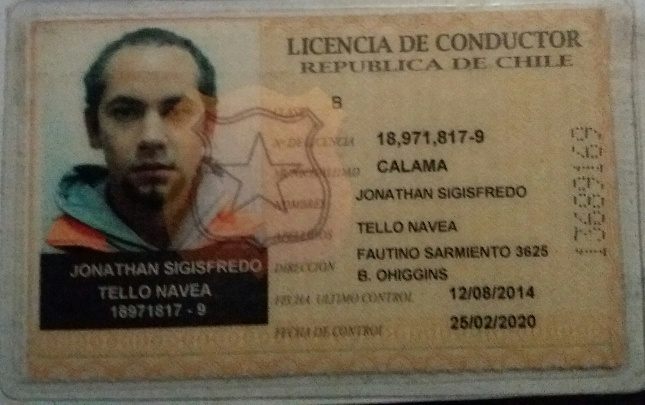 LICENCIA DE CONDUCTOR
REPUBLICA DE CHILE
CLASE B
Nº DE LICENCIA 18,971,817-9
MUNICIPALIDAD CALAMA
NOMBRES JONATHAN SIGISFREDO
APELLIDOS TELLO NAVEA
DIRECCION FAUTINO SARMIENTO 3625
B. OHIGGINS
FECHA ULTIMO CONTROL 12/08/2014
FECHA DE CONTROL 25/02/2020
JONATHAN SIGISFREDO
TELLO NAVEA
18971817 - 9